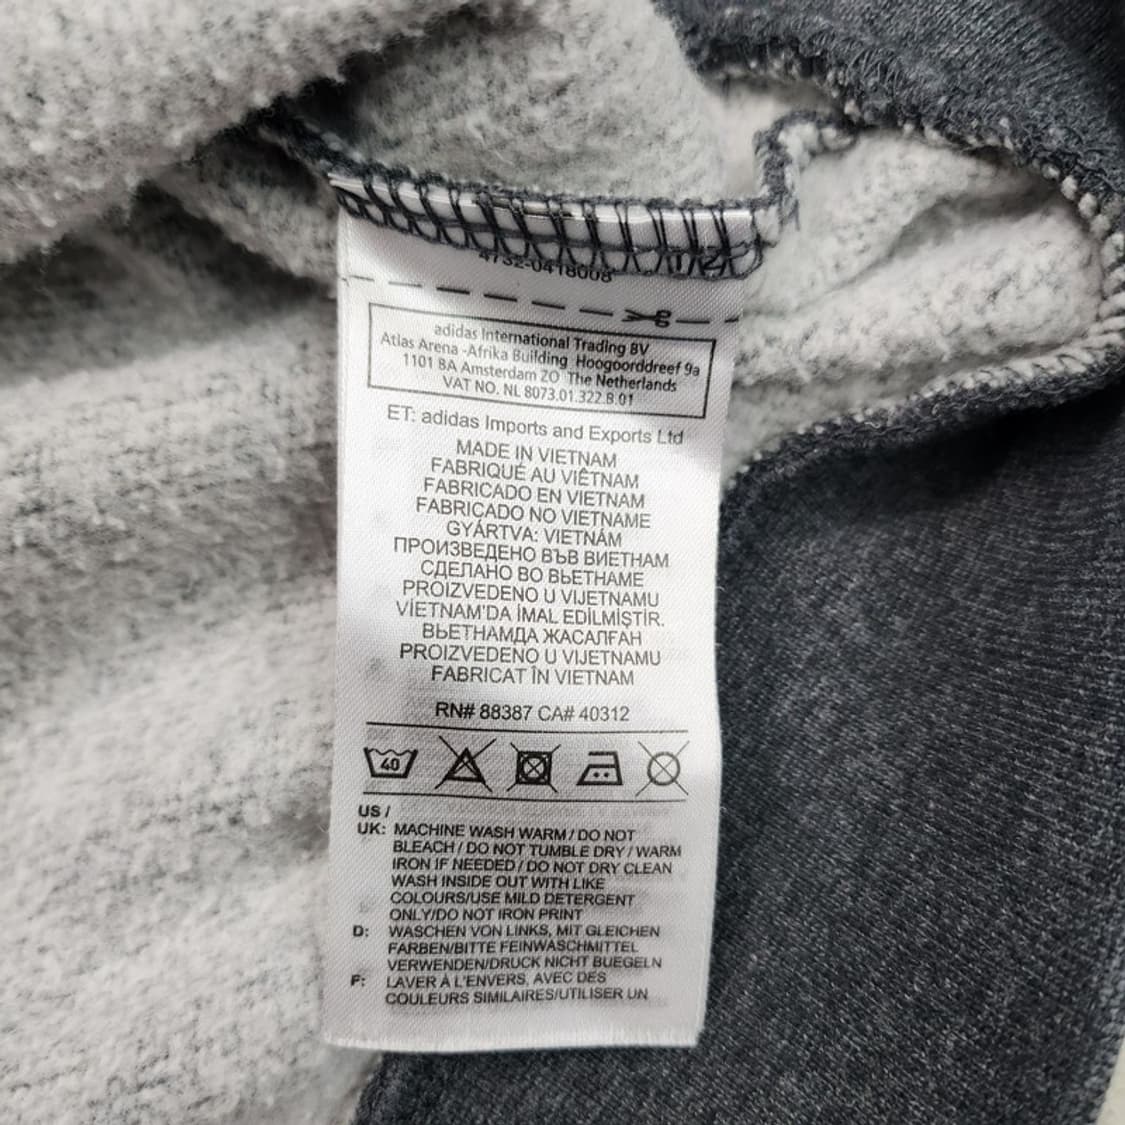 4732-0418008
1/2
adidas International Trading BV
Atlas Arena -Afrika Building Hoogoorddreef 9a
1101 BA Amsterdam ZO The Netherlands
VAT NO. NL 8073.01.322.B.01
ET: adidas Imports and Exports Ltd
MADE IN VIETNAM
FABRIQUÉ AU VIÊTNAM
FABRICADO EN VIETNAM
FABRICADO NO VIETNAME
GYÁRTVA: VIETNÁM
ПРОИЗВЕДЕНО ВЪВ ВИЕТНАМ
СДЕЛАНО ВО ВЬЕТНАМЕ
PROIZVEDENO U VIJETNAMU
VİETNAM'DA İMAL EDİLMİŞTİR.
ВЬЕТНАМДА ЖАСАЛҒАН
PROIZVEDENO U VIJETNAMU
FABRICAT ÎN VIETNAM
RN# 88387 CA# 40312
40
US /
UK: MACHINE WASH WARM / DO NOT
BLEACH / DO NOT TUMBLE DRY / WARM
IRON IF NEEDED / DO NOT DRY CLEAN
WASH INSIDE OUT WITH LIKE
COLOURS/USE MILD DETERGENT
ONLY/DO NOT IRON PRINT
D: WASCHEN VON LINKS, MIT GLEICHEN
FARBEN/BITTE FEINWASCHMITTEL
VERWENDEN/DRUCK NICHT BUEGELN
F: LAVER À L'ENVERS, AVEC DES
COULEURS SIMILAIRES/UTILISER UN